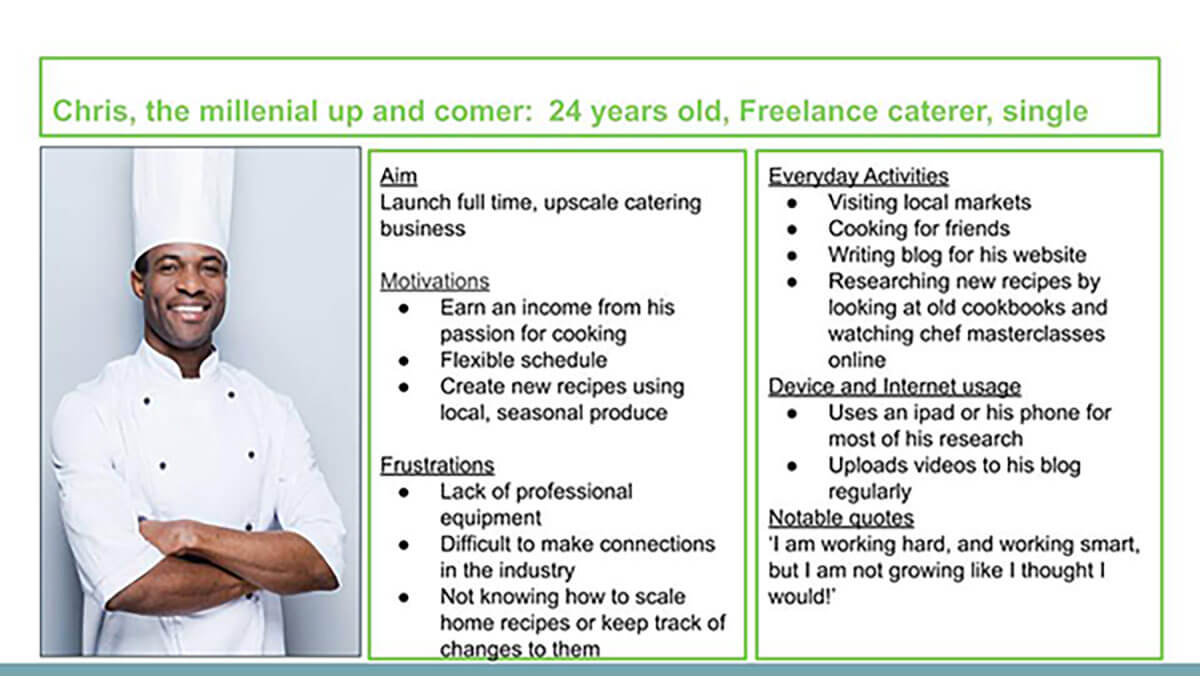 Chris, the millenial up and comer: 24 years old, Freelance caterer, single
Aim
Launch full time, upscale catering
business
Motivations
● Earn an income from his
passion for cooking
● Flexible schedule
● Create new recipes using
local, seasonal produce
Frustrations
● Lack of professional
equipment
● Difficult to make connections
in the industry
● Not knowing how to scale
home recipes or keep track of
changes to them
Everyday Activities
● Visiting local markets
● Cooking for friends
● Writing blog for his website
● Researching new recipes by
looking at old cookbooks and
watching chef masterclasses
online
Device and Internet usage
● Uses an ipad or his phone for
most of his research
● Uploads videos to his blog
regularly
Notable quotes
‘I am working hard, and working smart,
but I am not growing like I thought I
would!’